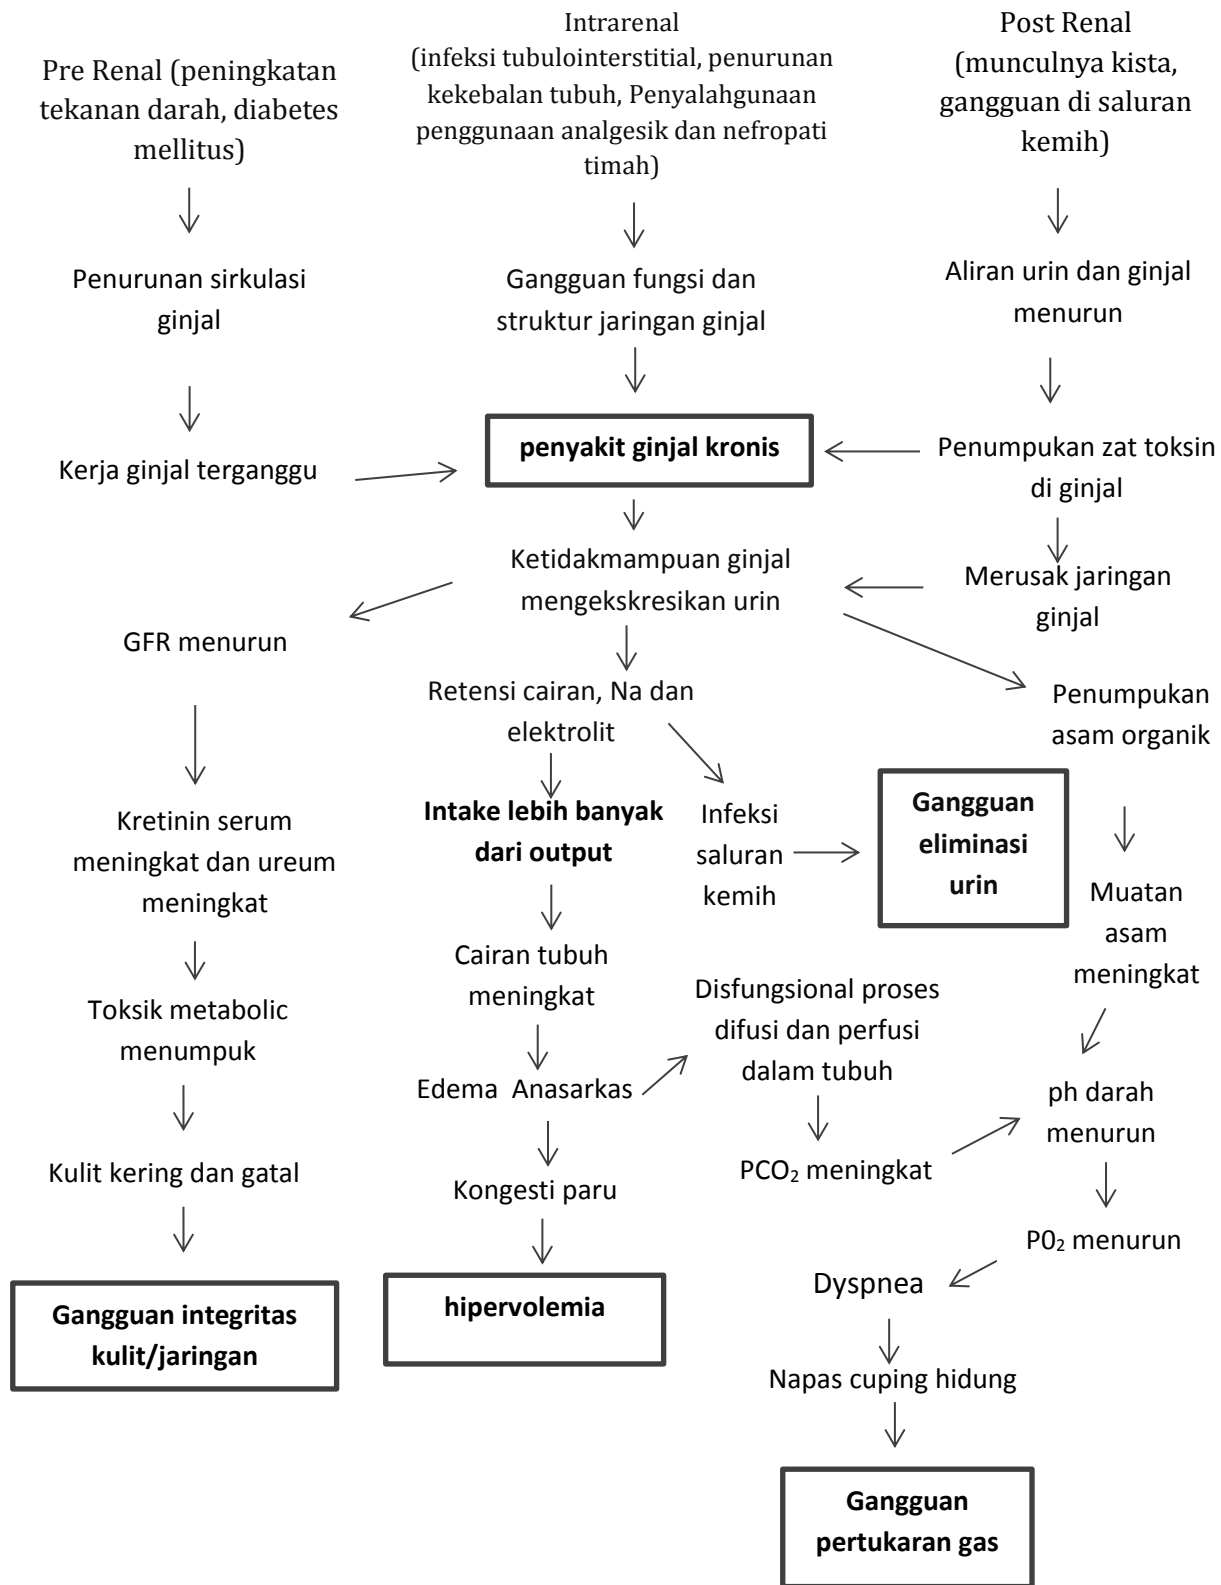 Pre Renal (peningkatan
tekanan darah, diabetes
mellitus)
Intrarenal
(infeksi tubulointerstitial, penurunan
kekebalan tubuh, Penyalahgunaan
penggunaan analgesik dan nefropati
timah)
Post Renal
(munculnya kista,
gangguan di saluran
kemih)
Penurunan sirkulasi
ginjal
Gangguan fungsi dan
struktur jaringan ginjal
Aliran urin dan ginjal
menurun
Kerja ginjal terganggu
penyakit ginjal kronis
Penumpukan zat toksin
di ginjal
Ketidakmampuan ginjal
mengekskresikan urin
Merusak jaringan
ginjal
GFR menurun
Retensi cairan, Na dan
elektrolit
Penumpukan
asam organik
Kretinin serum
meningkat dan ureum
meningkat
Intake lebih banyak
dari output
Infeksi
saluran
kemih
Gangguan
eliminasi
urin
Muatan
asam
meningkat
Cairan tubuh
meningkat
Toksik metabolic
menumpuk
Disfungsional proses
difusi dan perfusi
dalam tubuh
Edema  Anasarkas
ph darah
menurun
Kulit kering dan gatal
Kongesti paru
PCO₂ meningkat
P0₂ menurun
Gangguan integritas
kulit/jaringan
hipervolemia
Dyspnea
Napas cuping hidung
Gangguan
pertukaran gas